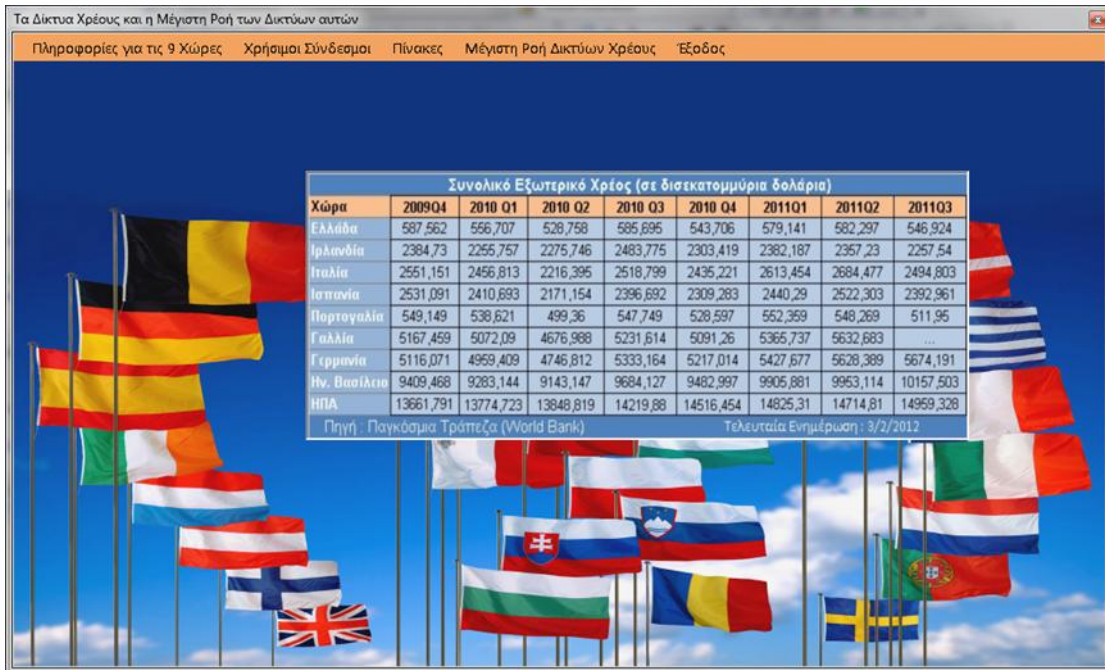 Τα Δίκτυα Χρέους και η Μέγιστη Ροή των Δικτύων αυτών
Πληροφορίες για τις 9 Χώρες Χρήσιμοι Σύνδεσμοι Πίνακες Μέγιστη Ροή Δικτύων Χρέους Έξοδος
Συνολικό Εξωτερικό Χρέος (σε δισεκατομμύρια δολάρια)
Χώρα 2009Q4 2010 Q1 2010 Q2 2010 Q3 2010 Q4 2011Q1 2011Q2 2011Q3
Ελλάδα 587,562 556,707 528,758 585,695 543,706 579,141 582,297 546,924
Ιρλανδία 2384,73 2255,757 2275,746 2483,775 2303,419 2382,187 2357,23 2257,54
Ιταλία 2551,151 2456,813 2216,395 2518,799 2435,221 2613,454 2684,477 2494,803
Ισπανία 2531,091 2410,693 2171,154 2396,692 2309,283 2440,29 2522,303 2392,961
Πορτογαλία 549,149 538,621 499,36 547,749 528,597 552,359 548,269 511,95
Γαλλία 5167,459 5072,09 4676,988 5231,614 5091,26 5365,737 5632,683 ...
Γερμανία 5116,071 4959,409 4746,812 5333,164 5217,014 5427,677 5628,389 5674,191
Ην. Βασίλειο 9409,468 9283,144 9143,147 9684,127 9482,997 9905,881 9953,114 10157,503
ΗΠΑ 13661,791 13774,723 13848,819 14219,88 14516,454 14825,31 14714,81 14959,328
Πηγή : Παγκόσμια Τράπεζα (World Bank) Τελευταία Ενημέρωση : 3/2/2012